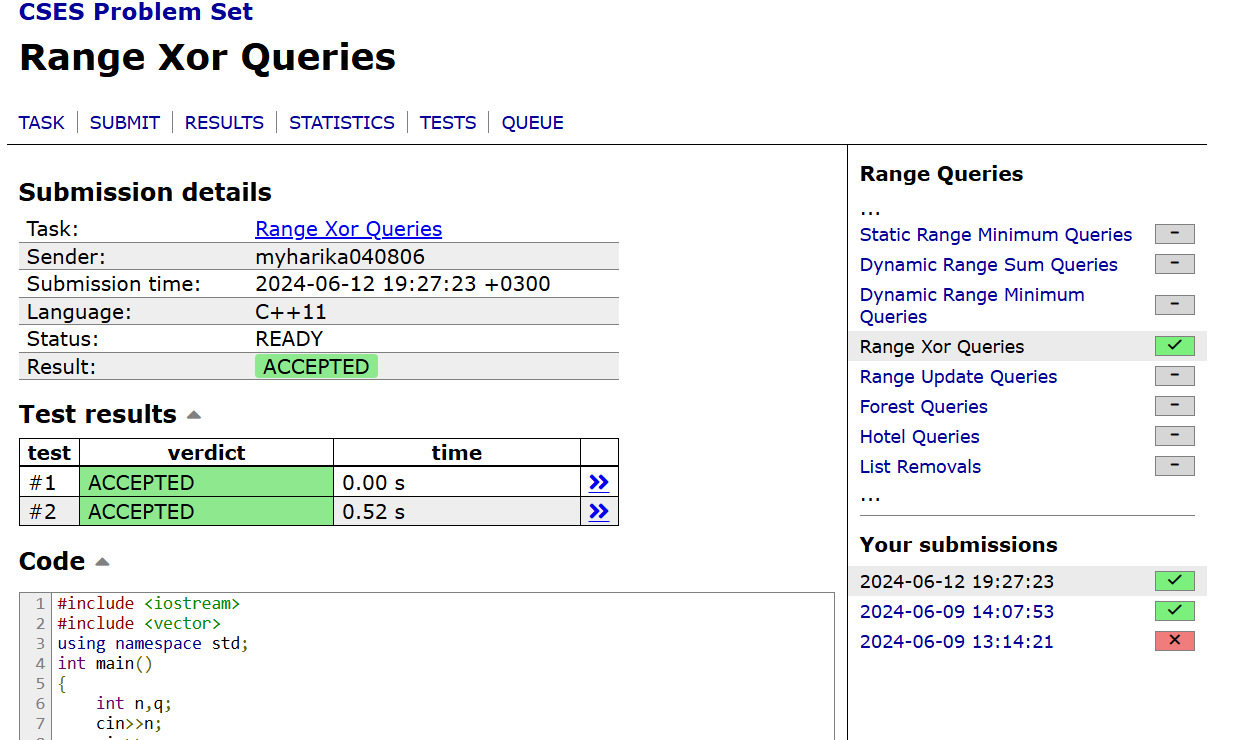 CSES Problem Set
Range Xor Queries
TASK SUBMIT RESULTS STATISTICS TESTS QUEUE
Submission details
Task: Range Xor Queries
Sender: myharika040806
Submission time: 2024-06-12 19:27:23 +0300
Language: C++11
Status: READY
Result: ACCEPTED
Test results
test verdict time
#1 ACCEPTED 0.00 s »
#2 ACCEPTED 0.52 s »
Code
1 #include <iostream>
2 #include <vector>
3 using namespace std;
4 int main()
5 {
6 int n,q;
7 cin>>n;
Range Queries
...
Static Range Minimum Queries –
Dynamic Range Sum Queries –
Dynamic Range Minimum
Queries –
Range Xor Queries ✓
Range Update Queries –
Forest Queries –
Hotel Queries –
List Removals –
...
Your submissions
2024-06-12 19:27:23 ✓
2024-06-09 14:07:53 ✓
2024-06-09 13:14:21 ×